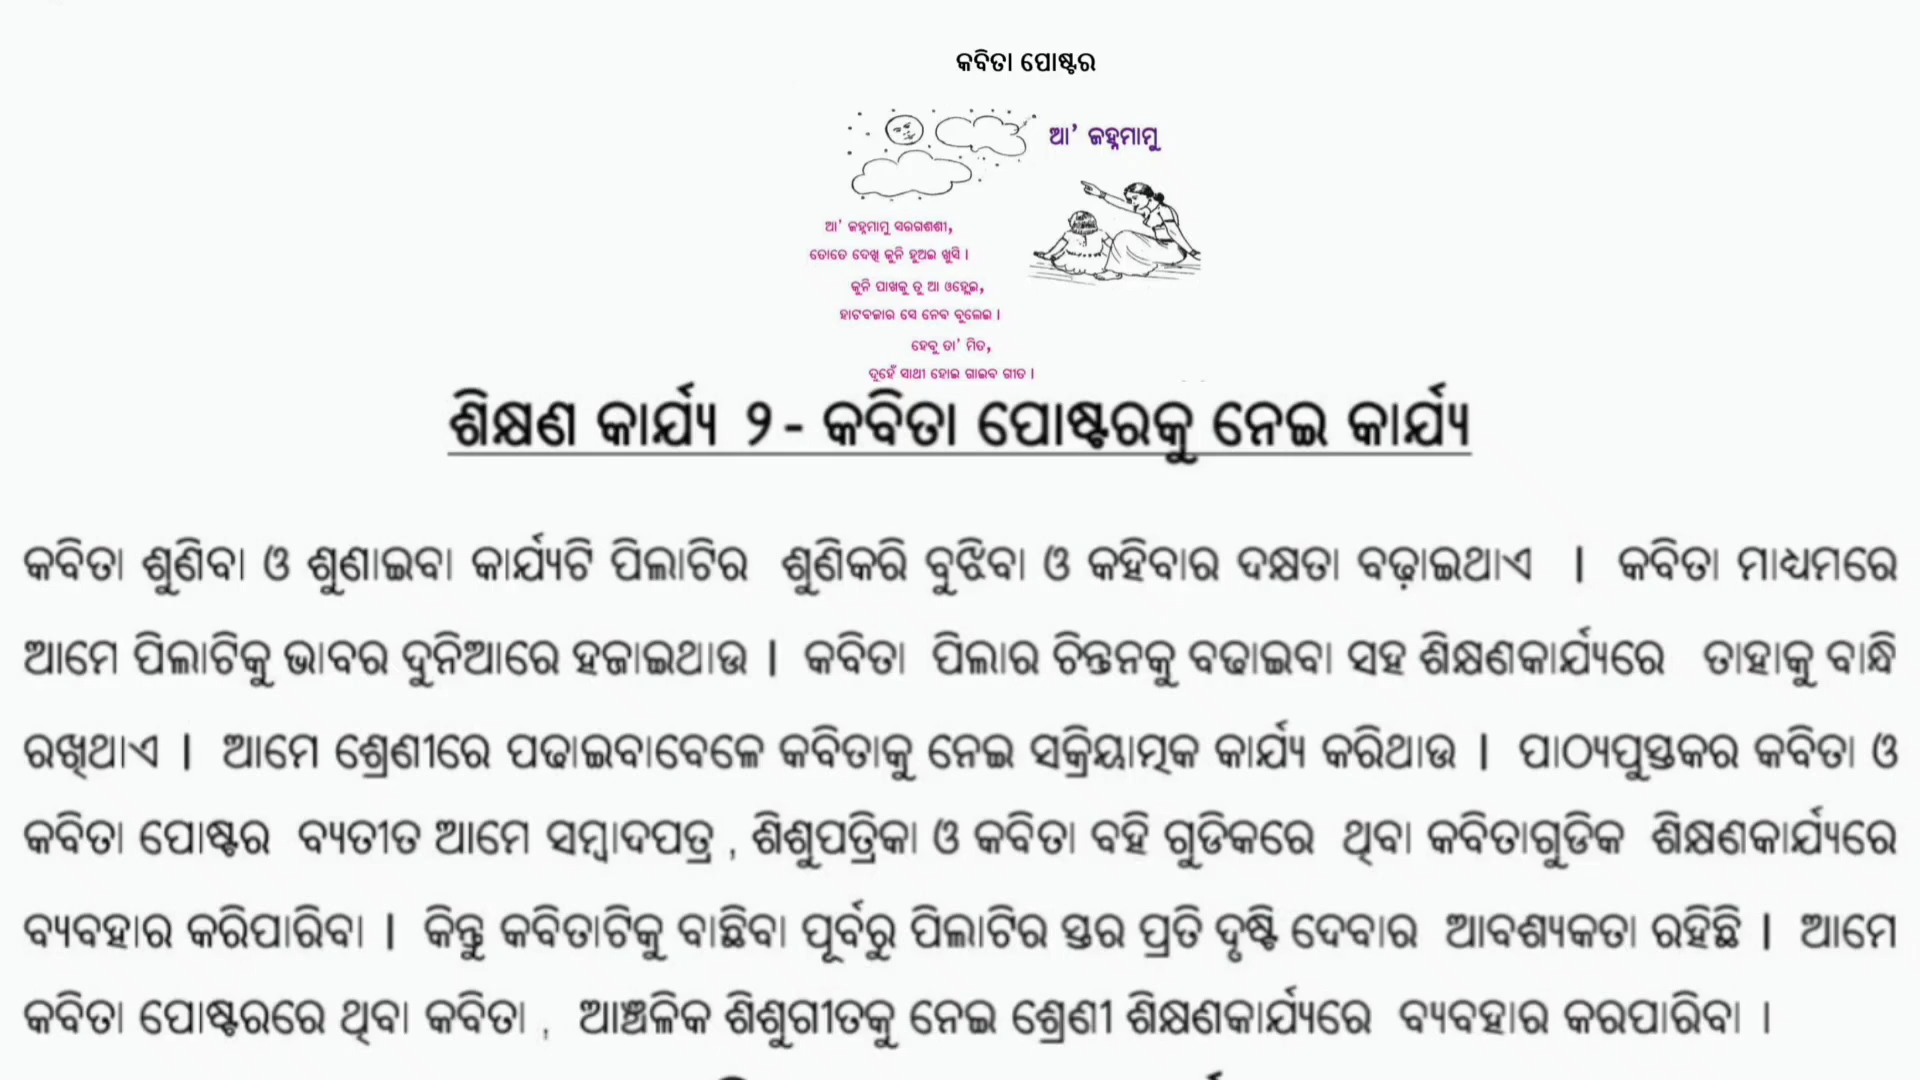 କବିତା ପୋଷ୍ଟର
ଆ’ ଜହ୍ନମାମୁ
ଆ’ ଜହ୍ନମାମୁ ସରଗଶଶୀ,
ତୋତେ ଦେଖି କୁନି ହୁଅଇ ଖୁସି ।
କୁନି ପାଖକୁ ତୁ ଆ ଓହ୍ଲେଇ,
ହାଟବଜାର ସେ ନେବ ବୁଲେଇ ।
ହେବୁ ତା’ ମିତ,
ଦୁହେଁ ସାଥୀ ହୋଇ ଗାଇବ ଗୀତ ।
ଶିକ୍ଷଣ କାର୍ଯ୍ୟ ୨ - କବିତା ପୋଷ୍ଟରକୁ ନେଇ କାର୍ଯ୍ୟ
କବିତା ଶୁଣିବା ଓ ଶୁଣାଇବା କାର୍ଯ୍ୟଟି ପିଲାଟିର ଶୁଣିକରି ବୁଝିବା ଓ କହିବାର ଦକ୍ଷତା ବଢ଼ାଇଥାଏ । କବିତା ମାଧ୍ୟମରେ
ଆମେ ପିଲାଟିକୁ ଭାବର ଦୁନିଆରେ ହଜାଇଥାଉ । କବିତା ପିଲାର ଚିନ୍ତନକୁ ବଢାଇବା ସହ ଶିକ୍ଷଣକାର୍ଯ୍ୟରେ ତାହାକୁ ବାନ୍ଧି
ରଖିଥାଏ । ଆମେ ଶ୍ରେଣୀରେ ପଢାଇବାବେଳେ କବିତାକୁ ନେଇ ସକ୍ରିୟାତ୍ମକ କାର୍ଯ୍ୟ କରିଥାଉ । ପାଠ୍ୟପୁସ୍ତକର କବିତା ଓ
କବିତା ପୋଷ୍ଟର ବ୍ୟତୀତ ଆମେ ସମ୍ବାଦପତ୍ର , ଶିଶୁପତ୍ରିକା ଓ କବିତା ବହି ଗୁଡିକରେ ଥିବା କବିତାଗୁଡିକ ଶିକ୍ଷଣକାର୍ଯ୍ୟରେ
ବ୍ୟବହାର କରିପାରିବା । କିନ୍ତୁ କବିତାଟିକୁ ବାଛିବା ପୂର୍ବରୁ ପିଲାଟିର ସ୍ତର ପ୍ରତି ଦୃଷ୍ଟି ଦେବାର ଆବଶ୍ୟକତା ରହିଛି । ଆମେ
କବିତା ପୋଷ୍ଟରରେ ଥିବା କବିତା , ଆଞ୍ଚଳିକ ଶିଶୁଗୀତକୁ ନେଇ ଶ୍ରେଣୀ ଶିକ୍ଷଣକାର୍ଯ୍ୟରେ ବ୍ୟବହାର କରପାରିବା ।